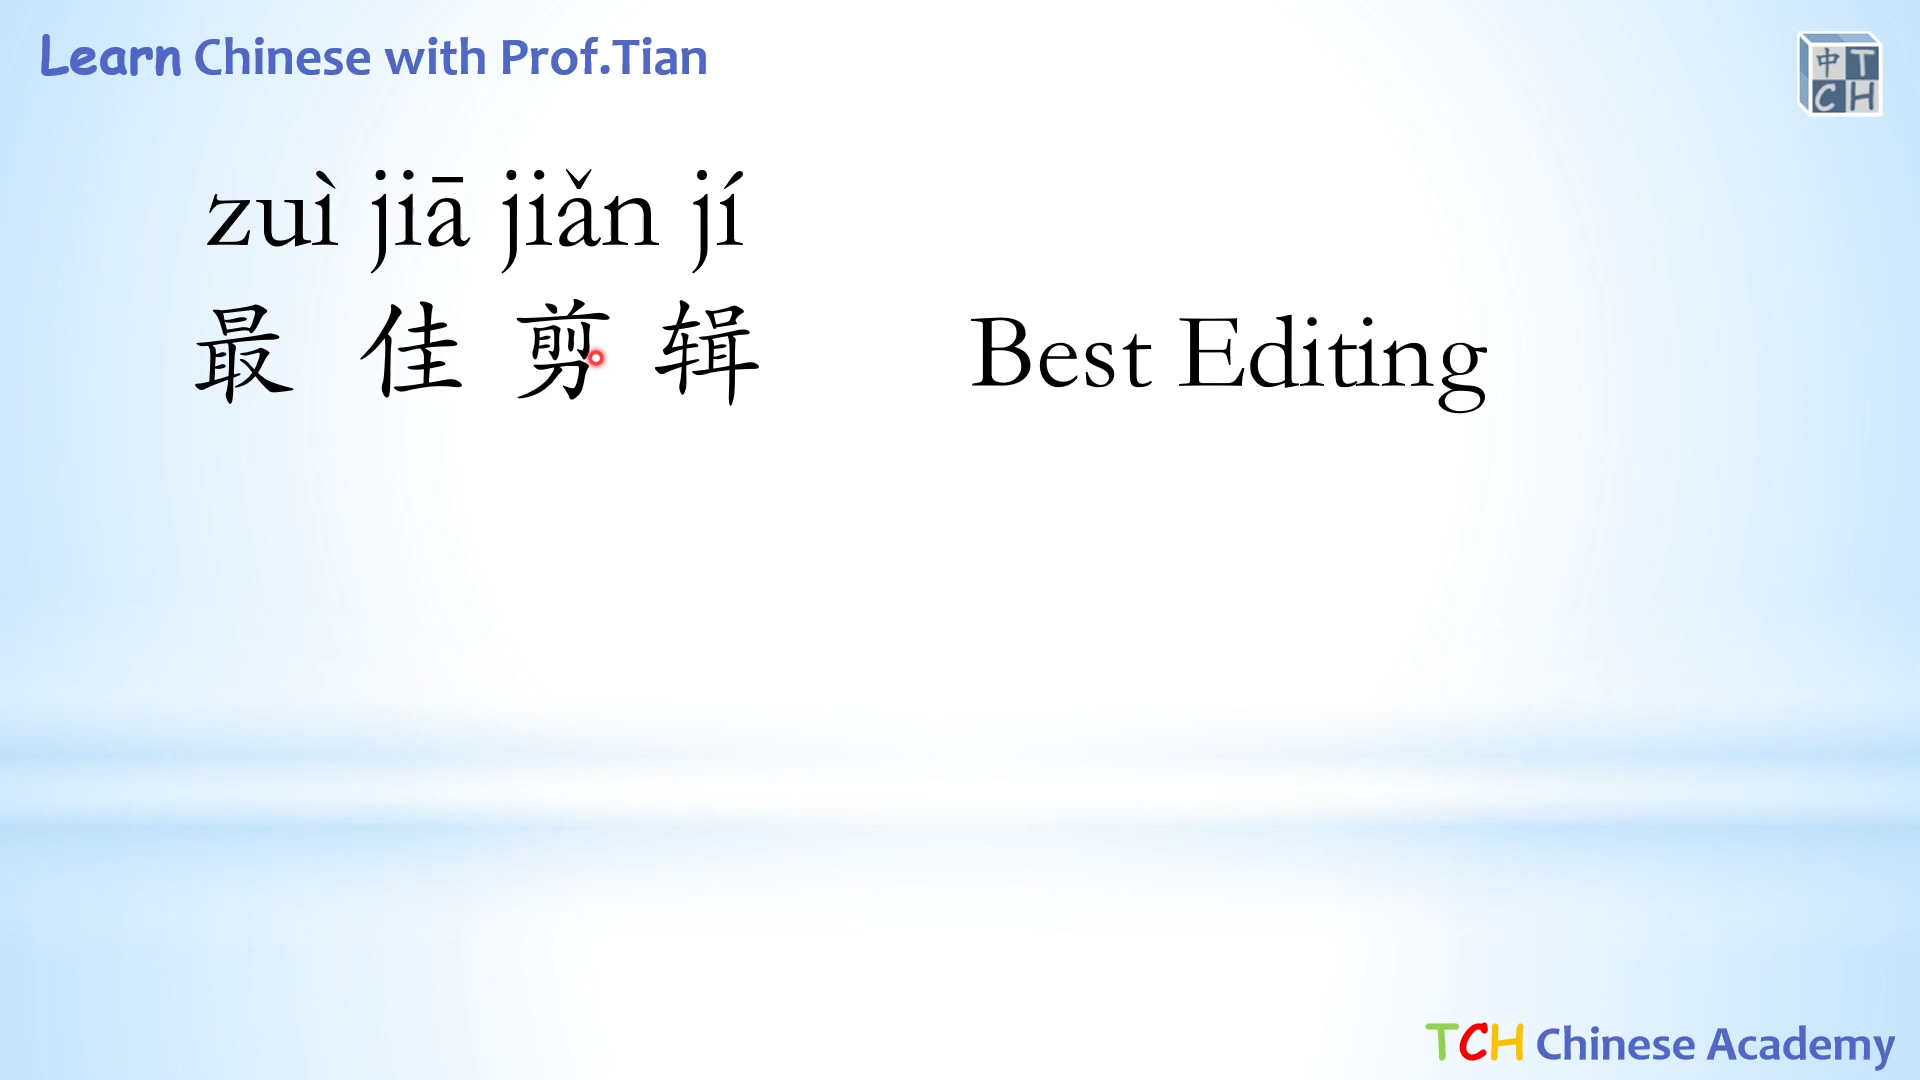 Learn Chinese with Prof.Tian
中T
CH
zuì jiā jiǎn jí
最 佳 剪 辑
Best Editing
TCH Chinese Academy